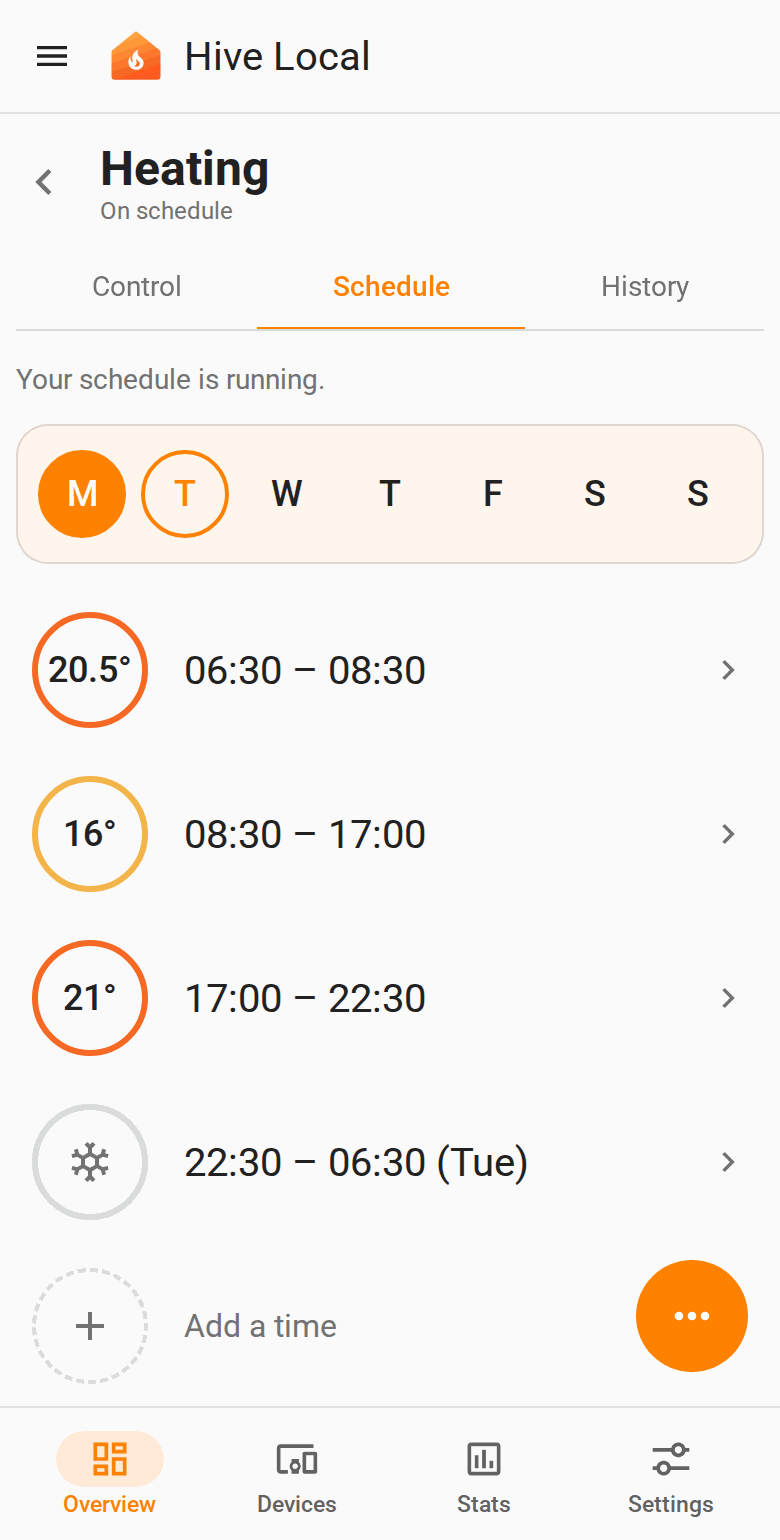 Hive Local
Heating
On schedule
Control Schedule History
Your schedule is running.
M T W T F S S
20.5° 06:30 – 08:30
16° 08:30 – 17:00
21° 17:00 – 22:30
22:30 – 06:30 (Tue)
Add a time
Overview Devices Stats Settings